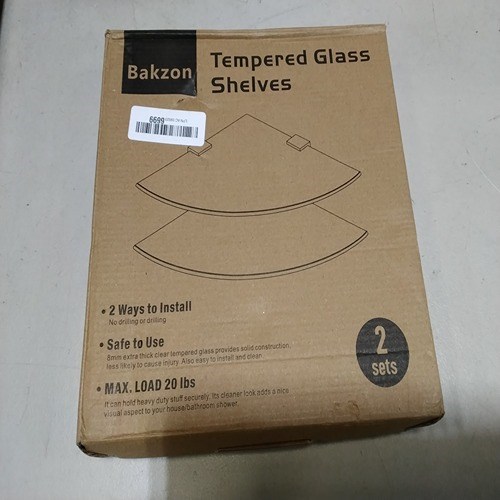 Bakzon
Tempered Glass
Shelves
6699
• 2 Ways to Install
No drilling or drilling
• Safe to Use
8mm extra thick clear tempered glass provides solid construction,
less likely to cause injury. Also easy to install and clean.
• MAX. LOAD 20 lbs
It can hold heavy duty stuff securely. Its cleaner look adds a nice
visual aspect to your house/bathroom shower.
2
sets